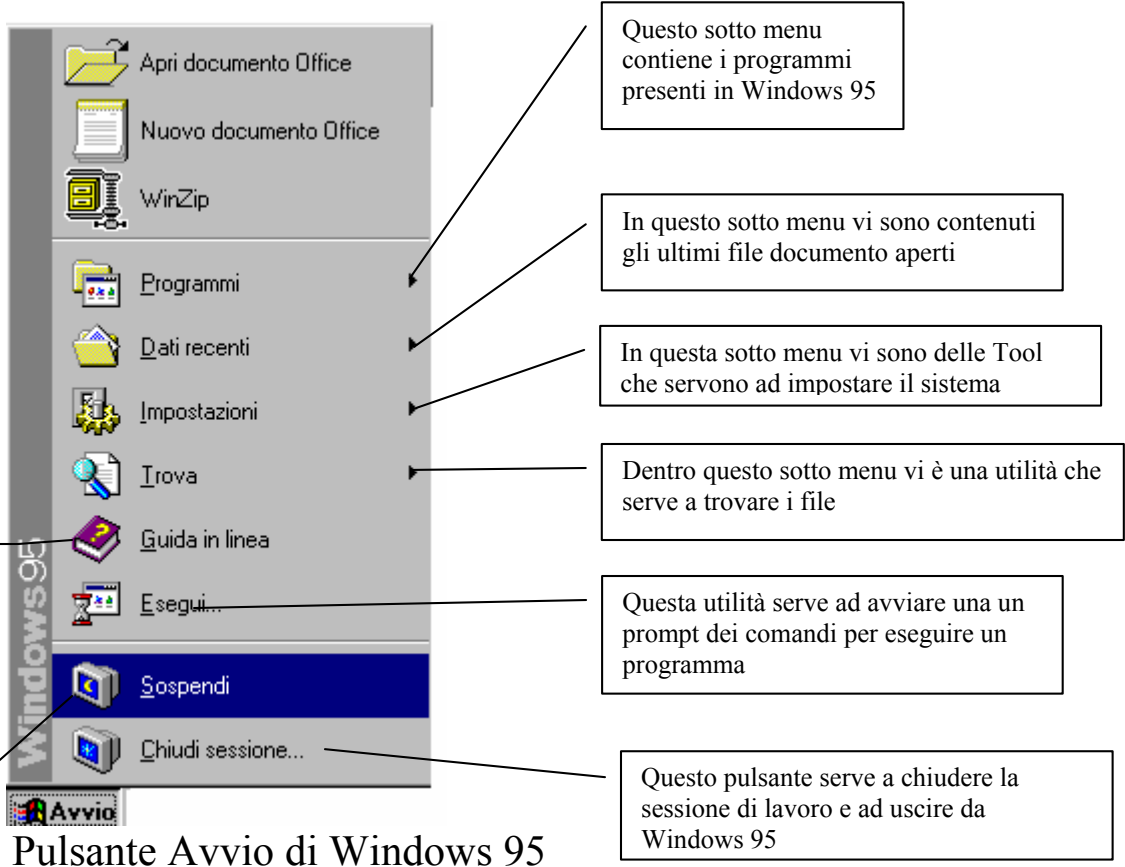 Apri documento Office
Nuovo documento Office
WinZip
Programmi
Dati recenti
Impostazioni
Trova
Guida in linea
Esegui...
Sospendi
Chiudi sessione...
Windows95
Avvio
Questo sotto menu
contiene i programmi
presenti in Windows 95
In questo sotto menu vi sono contenuti
gli ultimi file documento aperti
In questa sotto menu vi sono delle Tool
che servono ad impostare il sistema
Dentro questo sotto menu vi è una utilità che
serve a trovare i file
Questa utilità serve ad avviare una un
prompt dei comandi per eseguire un
programma
Questo pulsante serve a chiudere la
sessione di lavoro e ad uscire da
Windows 95
Pulsante Avvio di Windows 95